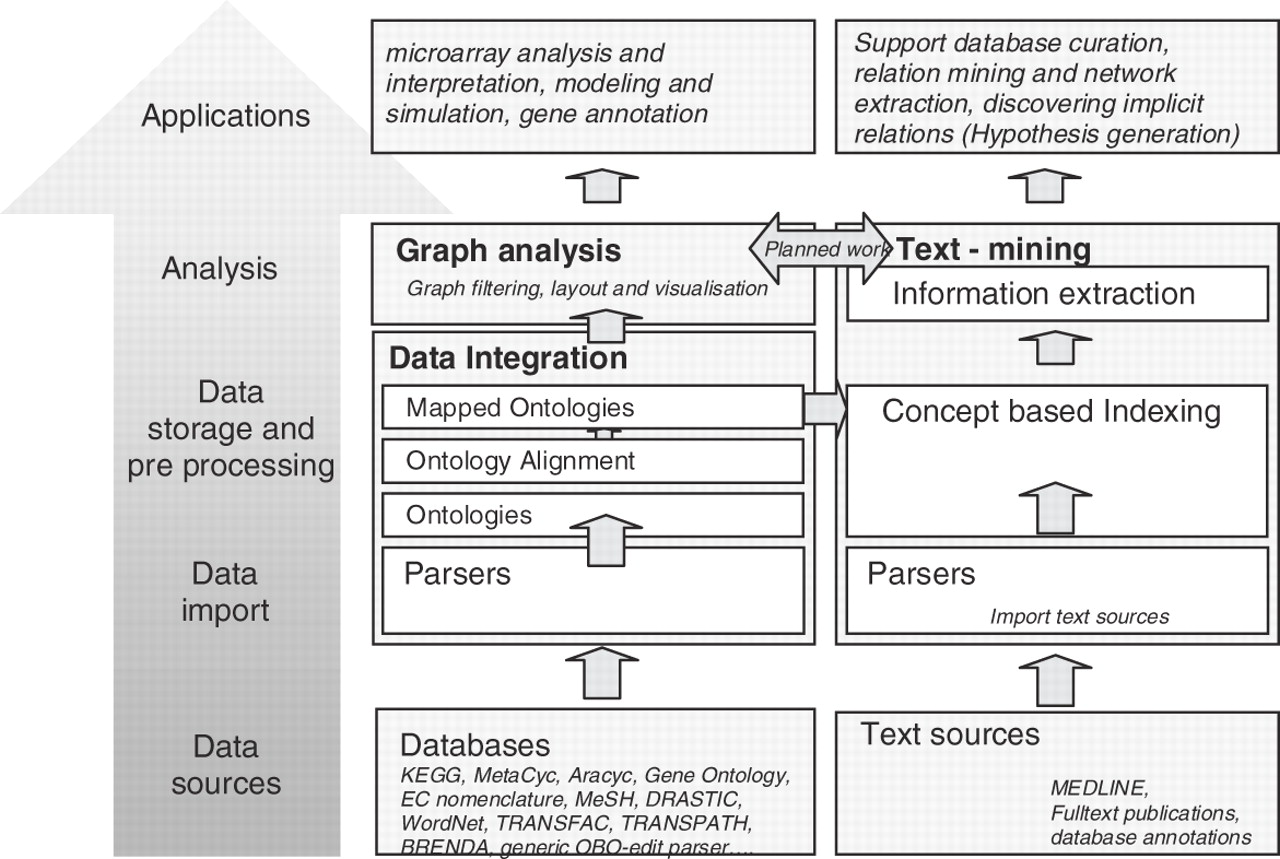 Applications
microarray analysis and
interpretation, modeling and
simulation, gene annotation
Support database curation,
relation mining and network
extraction, discovering implicit
relations (Hypothesis generation)
Analysis
Graph analysis
Graph filtering, layout and visualisation
Planned work
Text - mining
Information extraction
Data
storage and
pre processing
Data Integration
Mapped Ontologies
Ontology Alignment
Ontologies
Concept based Indexing
Data
import
Parsers
Parsers
Import text sources
Data
sources
Databases
KEGG, MetaCyc, Aracyc, Gene Ontology,
EC nomenclature, MeSH, DRASTIC,
WordNet, TRANSFAC, TRANSPATH,
BRENDA, generic OBO-edit parser....
Text sources
MEDLINE,
Fulltext publications,
database annotations